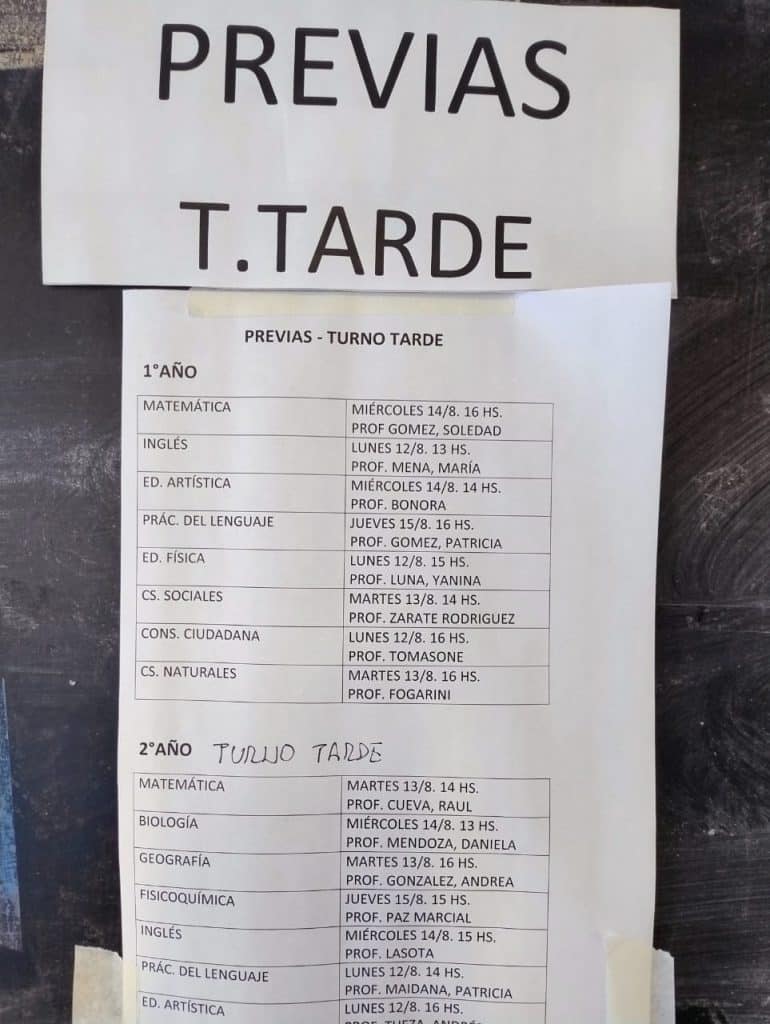 PREVIAS
T.TARDE
PREVIAS - TURNO TARDE
1°AÑO
MATEMÁTICA MIÉRCOLES 14/8. 16 HS.
PROF GOMEZ, SOLEDAD
INGLÉS LUNES 12/8. 13 HS.
PROF. MENA, MARÍA
ED. ARTÍSTICA MIÉRCOLES 14/8. 14 HS.
PROF. BONORA
PRÁC. DEL LENGUAJE JUEVES 15/8. 16 HS.
PROF. GOMEZ, PATRICIA
ED. FÍSICA LUNES 12/8. 15 HS.
PROF. LUNA, YANINA
CS. SOCIALES MARTES 13/8. 14 HS.
PROF. ZARATE RODRIGUEZ
CONS. CIUDADANA LUNES 12/8. 16 HS.
PROF. TOMASONE
CS. NATURALES MARTES 13/8. 16 HS.
PROF. FOGARINI
2°AÑO TURNO TARDE
MATEMÁTICA MARTES 13/8. 14 HS.
PROF. CUEVA, RAUL
BIOLOGÍA MIÉRCOLES 14/8. 13 HS.
PROF. MENDOZA, DANIELA
GEOGRAFÍA MARTES 13/8. 16 HS.
PROF. GONZALEZ, ANDREA
FISICOQUÍMICA JUEVES 15/8. 15 HS.
PROF. PAZ MARCIAL
INGLÉS MIÉRCOLES 14/8. 15 HS.
PROF. LASOTA
PRÁC. DEL LENGUAJE LUNES 12/8. 14 HS.
PROF. MAIDANA, PATRICIA
ED. ARTÍSTICA LUNES 12/8. 16 HS.
PROF.